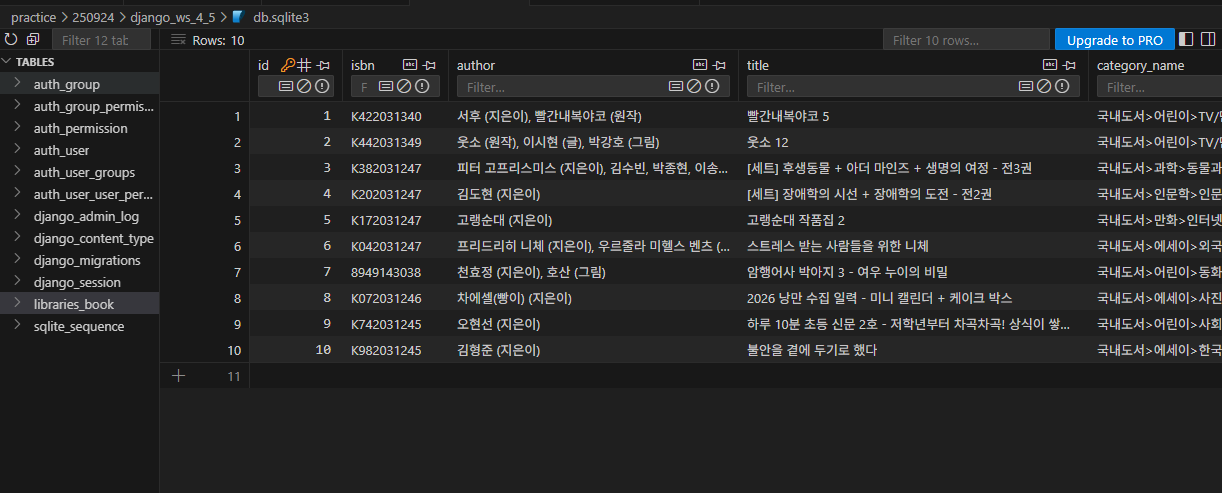 practice > 250924 > django_ws_4_5 > db.sqlite3
Filter 12 tab
Rows: 10
Filter 10 rows...
Upgrade to PRO
TABLES
auth_group
auth_group_permis...
auth_permission
auth_user
auth_user_groups
auth_user_user_per...
django_admin_log
django_content_type
django_migrations
django_session
libraries_book
sqlite_sequence
id isbn author title category_name
F Filter... Filter... Filter...
1 1 K422031340 서후 (지은이), 빨간내복야코 (원작) 빨간내복야코 5 국내도서>어린이>TV/
2 2 K442031349 웃소 (원작), 이시현 (글), 박강호 (그림) 웃소 12 국내도서>어린이>TV/
3 3 K382031247 피터 고프리스미스 (지은이), 김수빈, 박종현, 이송... [세트] 후생동물 + 아더 마인즈 + 생명의 여정 - 전3권 국내도서>과학>동물과
4 4 K202031247 김도현 (지은이) [세트] 장애학의 시선 + 장애학의 도전 - 전2권 국내도서>인문학>인문
5 5 K172031247 고랭순대 (지은이) 고랭순대 작품집 2 국내도서>만화>인터넷
6 6 K042031247 프리드리히 니체 (지은이), 우르줄라 미헬스 벤츠 (... 스트레스 받는 사람들을 위한 니체 국내도서>에세이>외국
7 7 8949143038 천효정 (지은이), 호산 (그림) 암행어사 박아지 3 - 여우 누이의 비밀 국내도서>어린이>동화
8 8 K072031246 차에셀(빵이) (지은이) 2026 낭만 수집 일력 - 미니 캘린더 + 케이크 박스 국내도서>에세이>사진
9 9 K742031245 오현선 (지은이) 하루 10분 초등 신문 2호 - 저학년부터 차곡차곡! 상식이 쌓... 국내도서>어린이>사회
10 10 K982031245 김형준 (지은이) 불안을 곁에 두기로 했다 국내도서>에세이>한국
11